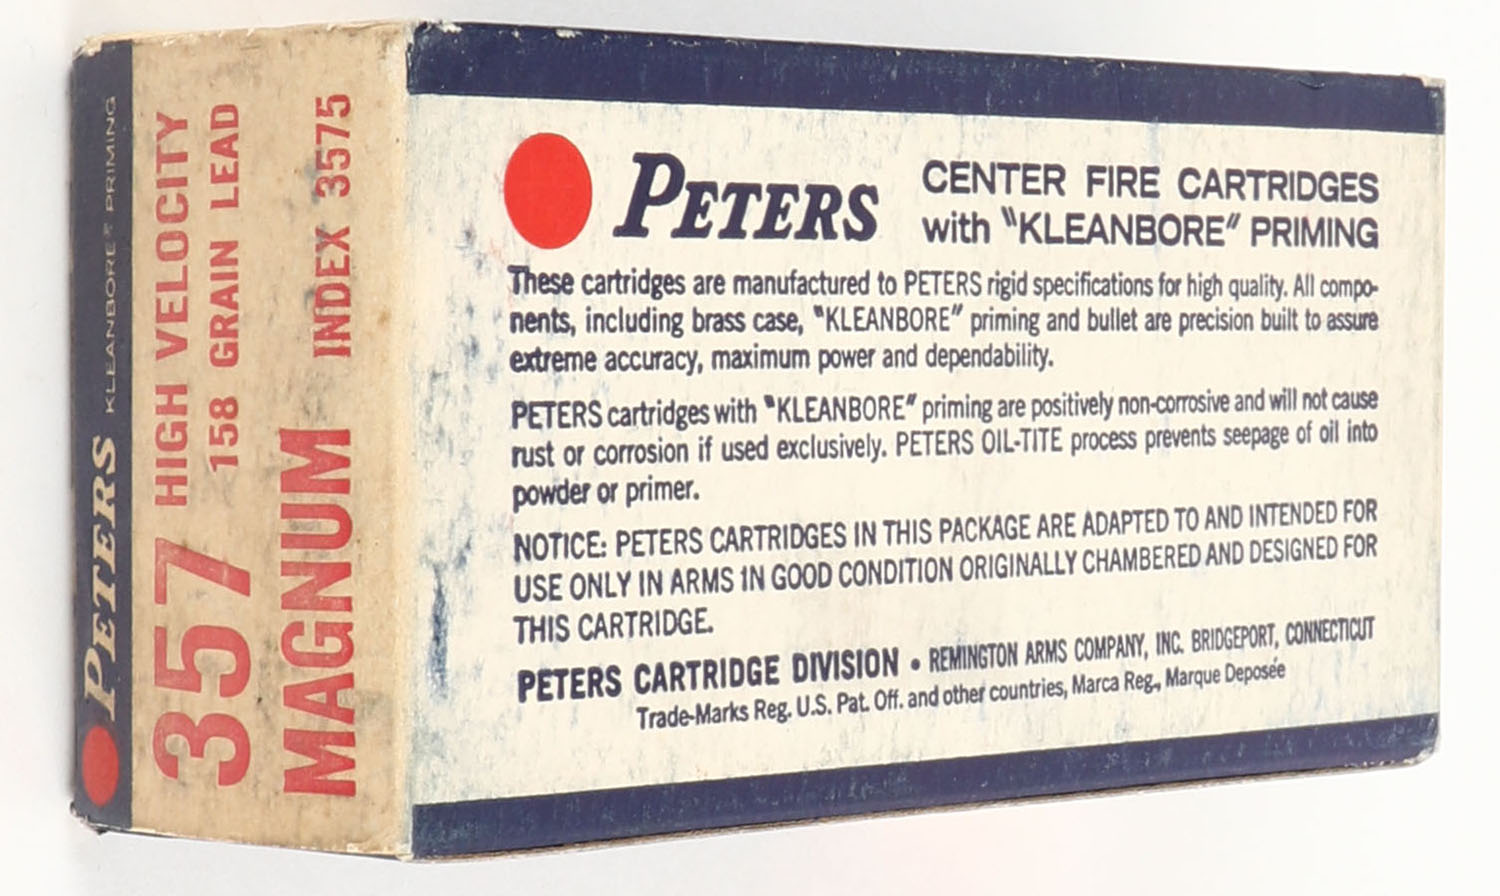 PETERS KLEANBORE® PRIMING
357 HIGH VELOCITY
158 GRAIN LEAD
MAGNUM INDEX 3575
PETERS
CENTER FIRE CARTRIDGES
with "KLEANBORE" PRIMING
These cartridges are manufactured to PETERS rigid specifications for high quality. All compo-
nents, including brass case, "KLEANBORE" priming and bullet are precision built to assure
extreme accuracy, maximum power and dependability.
PETERS cartridges with "KLEANBORE" priming are positively non-corrosive and will not cause
rust or corrosion if used exclusively. PETERS OIL-TITE process prevents seepage of oil into
powder or primer.
NOTICE: PETERS CARTRIDGES IN THIS PACKAGE ARE ADAPTED TO AND INTENDED FOR
USE ONLY IN ARMS IN GOOD CONDITION ORIGINALLY CHAMBERED AND DESIGNED FOR
THIS CARTRIDGE.
PETERS CARTRIDGE DIVISION • REMINGTON ARMS COMPANY, INC. BRIDGEPORT, CONNECTICUT
Trade-Marks Reg. U.S. Pat. Off. and other countries, Marca Reg., Marque Deposée